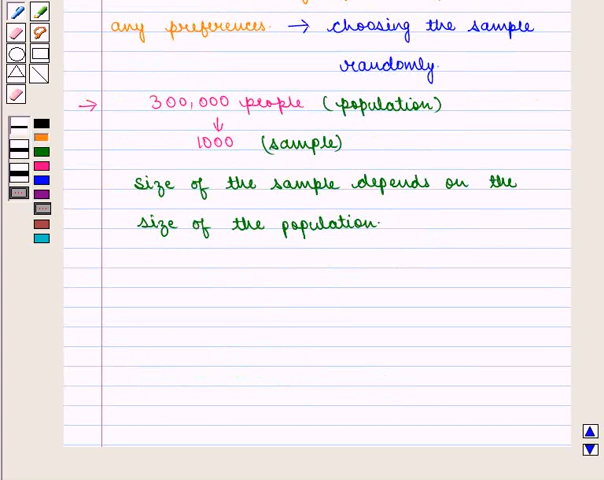 any preferences. → choosing the sample
randomly.
→ 300,000 people (population)
↓
1000 (sample)
size of the sample depends on the
size of the population.